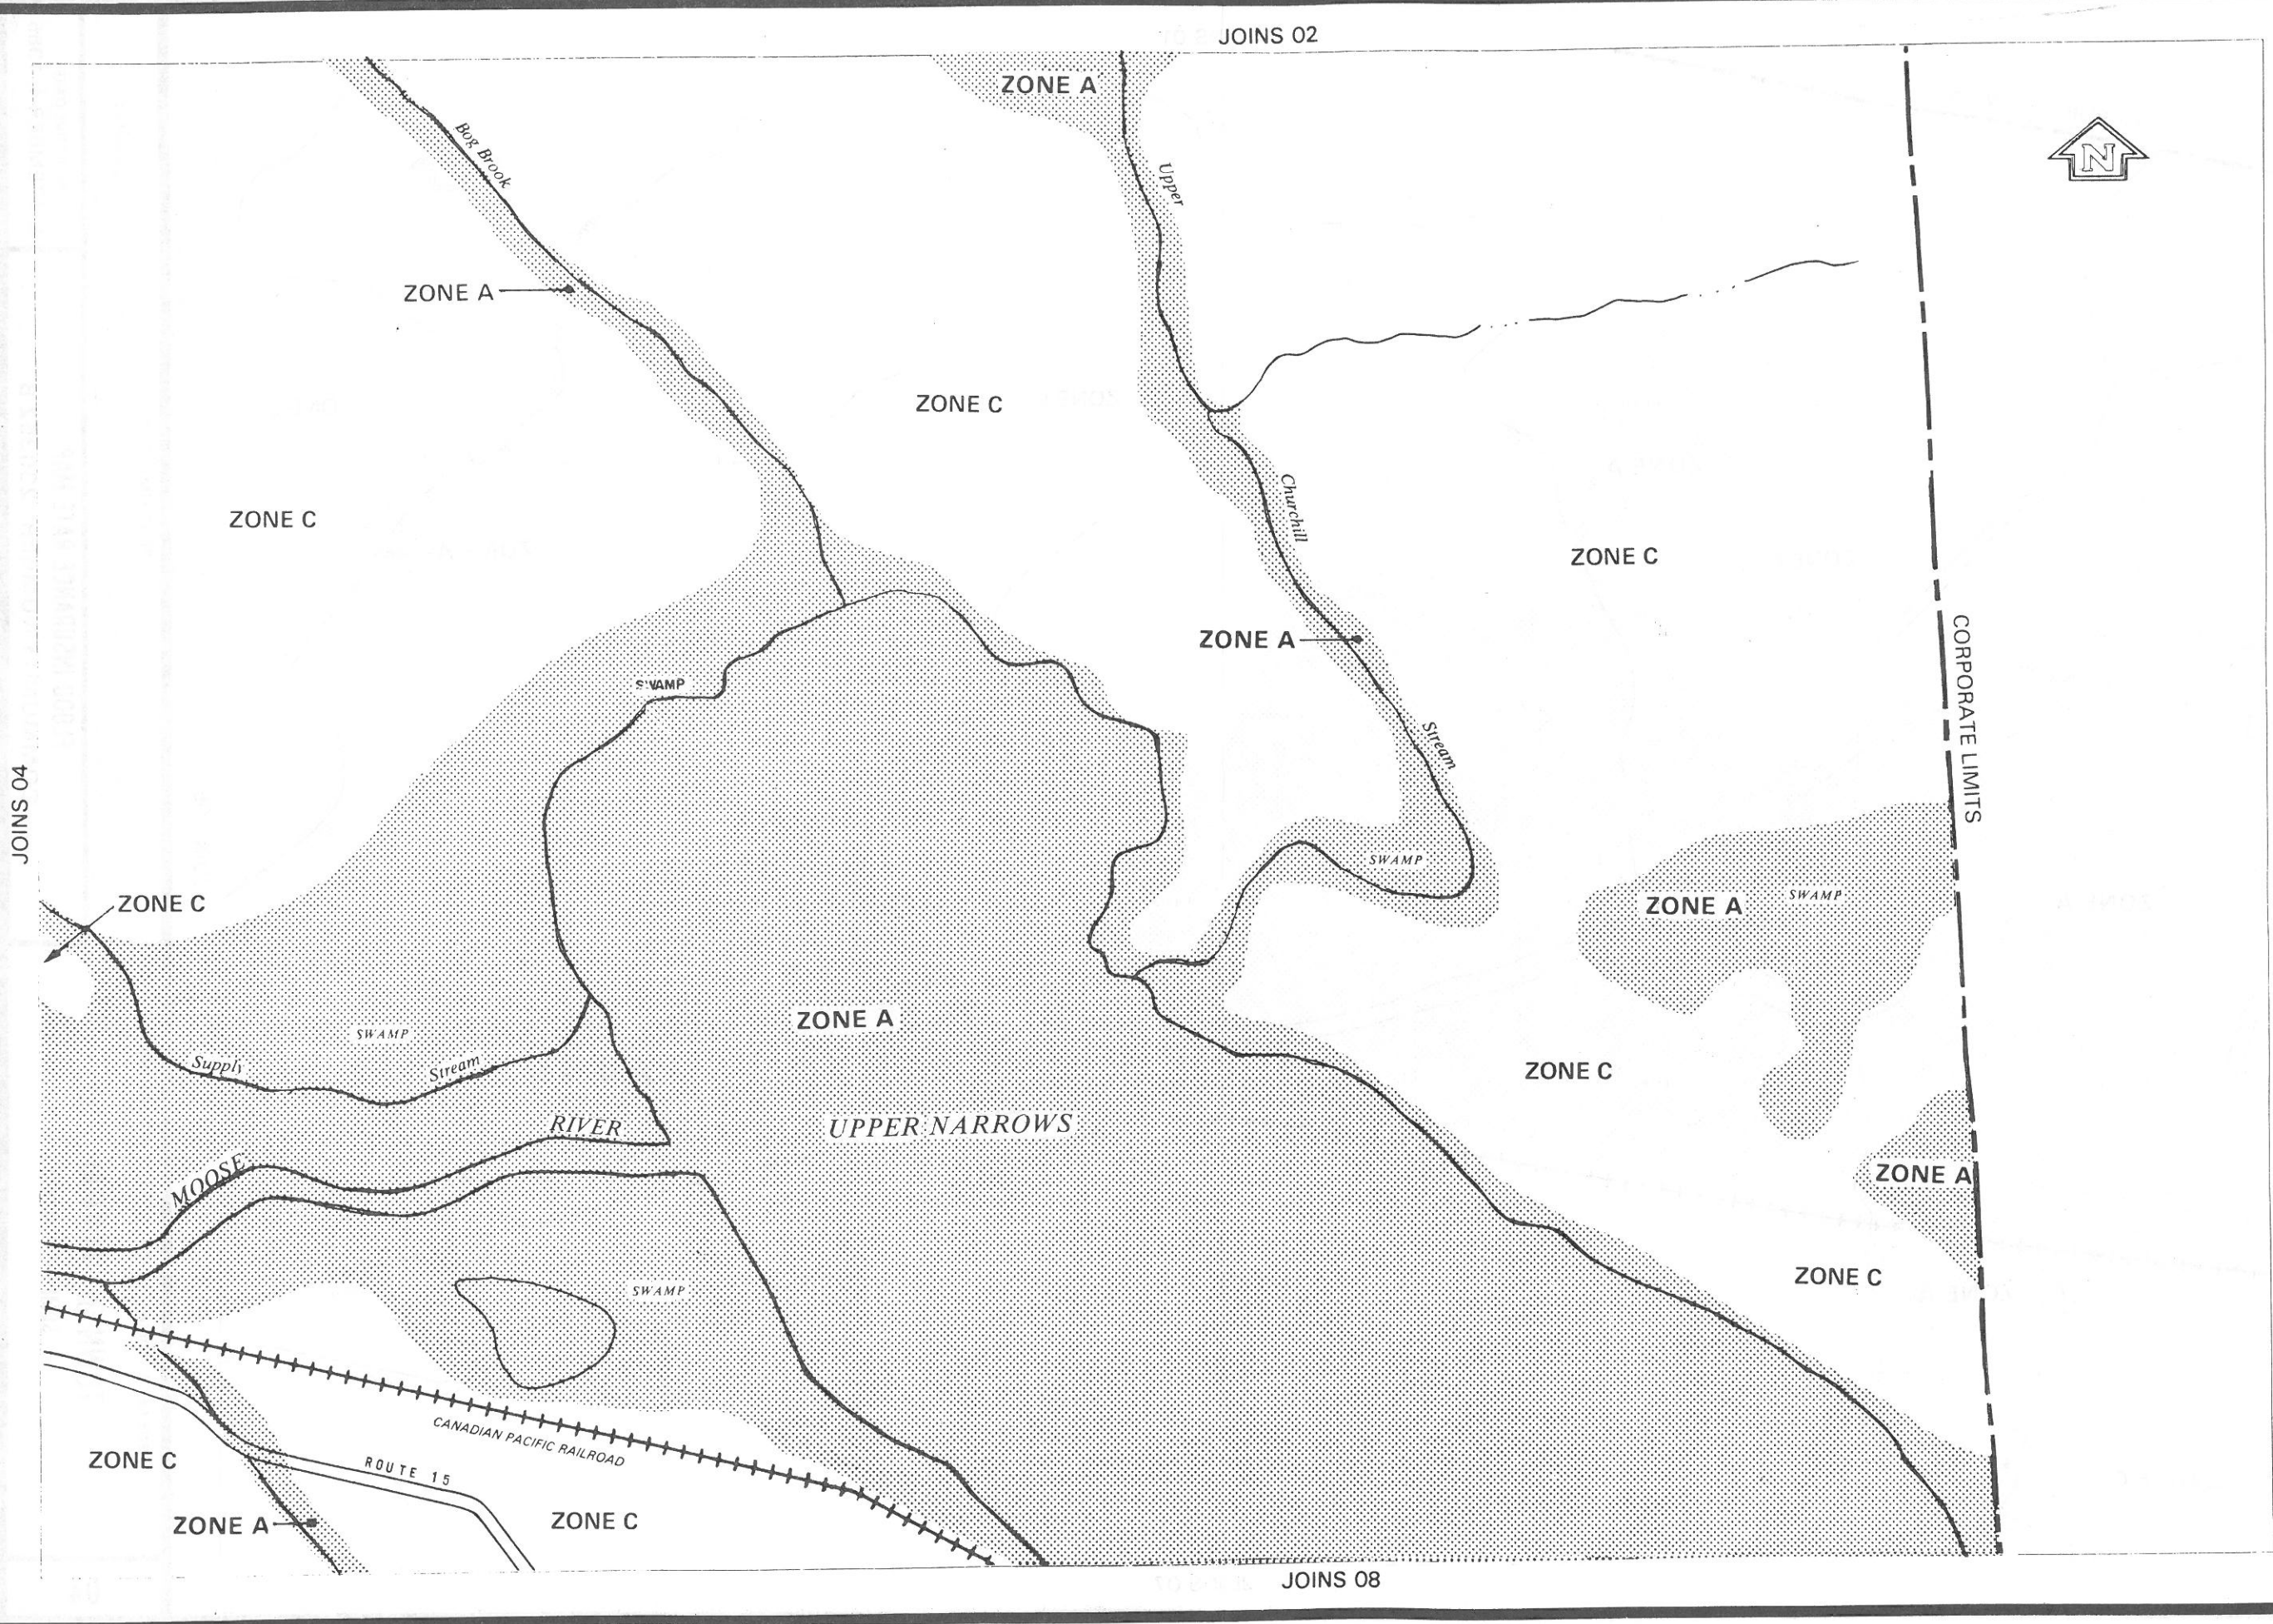 JOINS 02
ZONE A
N
Bog Brook
Upper
ZONE A
ZONE C
Churchill
ZONE C
ZONE C
ZONE A
CORPORATE LIMITS
SWAMP
Stream
JOINS 04
SWAMP
SWAMP
ZONE C
ZONE A
ZONE A
SWAMP
Supply
Stream
ZONE C
RIVER
UPPER NARROWS
MOOSE
ZONE A
ZONE C
SWAMP
CANADIAN PACIFIC RAILROAD
ZONE C
ROUTE 15
ZONE A
ZONE C
JOINS 08